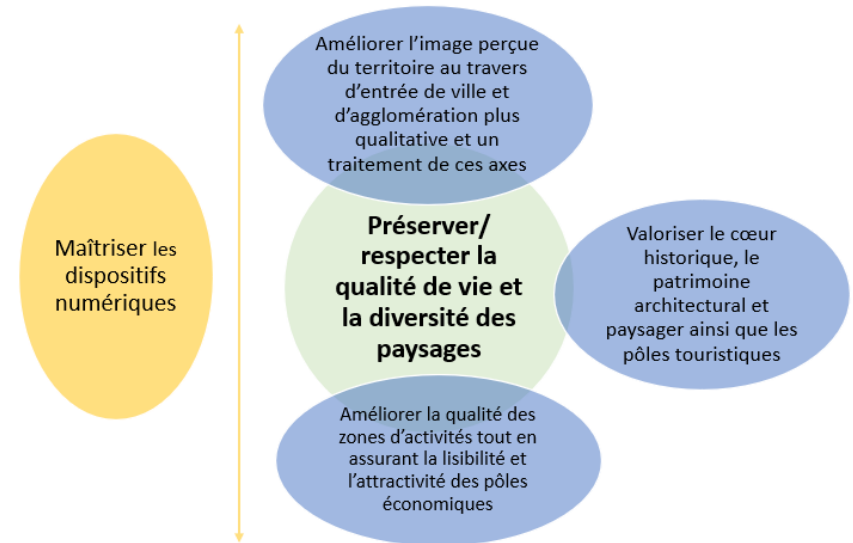 Maîtriser les
dispositifs
numériques
Améliorer l’image perçue
du territoire au travers
d’entrée de ville et
d’agglomération plus
qualitative et un
traitement de ces axes
Préserver/
respecter la
qualité de vie et
la diversité des
paysages
Valoriser le cœur
historique, le
patrimoine
architectural et
paysager ainsi que les
pôles touristiques
Améliorer la qualité des
zones d’activités tout en
assurant la lisibilité et
l’attractivité des pôles
économiques